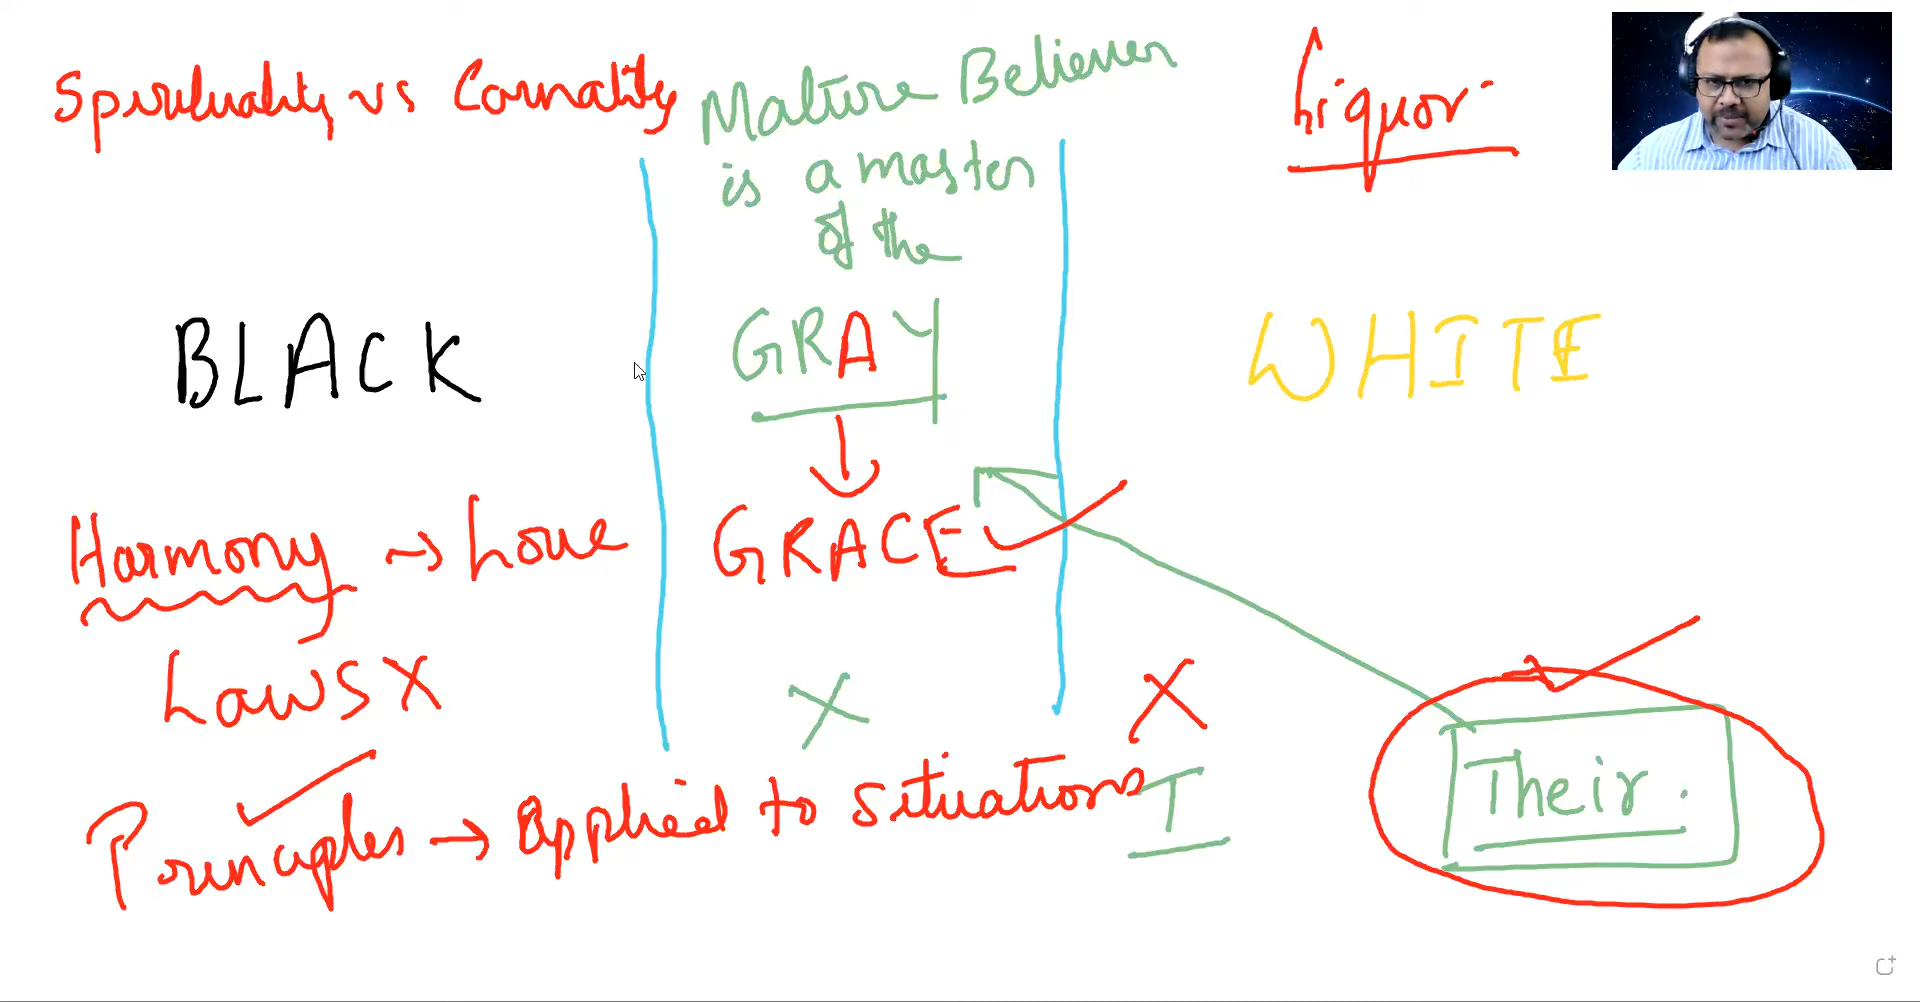 Spirituality vs Carnality
Mature Believer
is a master
of the
Liquor
BLACK
GRAY
WHITE
Harmony → Love
GRACE
Laws X
X
X
Principles → Applied to Situations
I
Their.